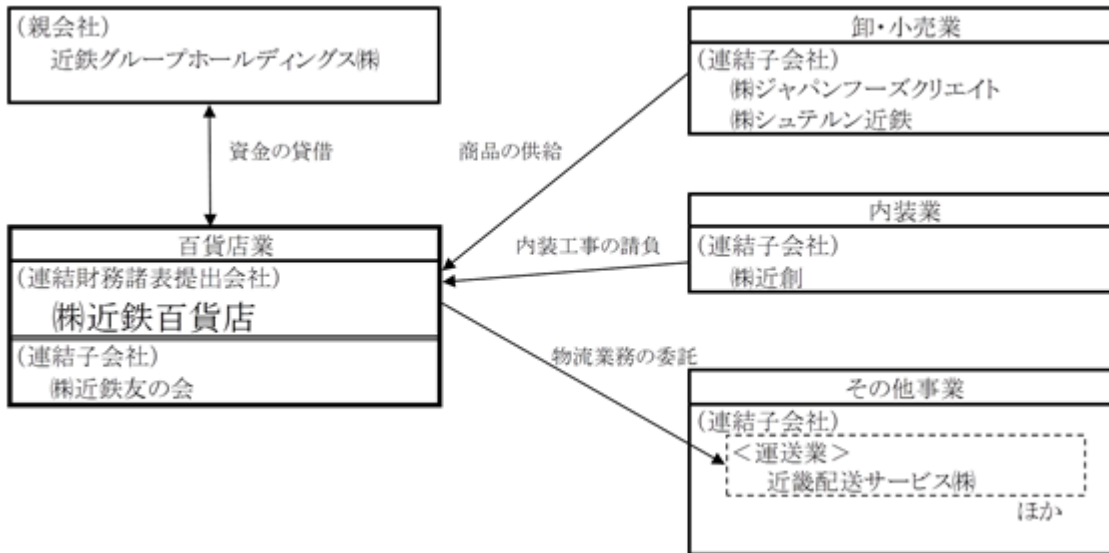 (親会社)
近鉄グループホールディングス㈱
資金の貸借
百貨店業
(連結財務諸表提出会社)
㈱近鉄百貨店
(連結子会社)
㈱近鉄友の会
商品の供給
内装工事の請負
物流業務の委託
卸・小売業
(連結子会社)
㈱ジャパンフーズクリエイト
㈱シュテルン近鉄
内装業
(連結子会社)
㈱近創
その他事業
(連結子会社)
＜運送業＞
近畿配送サービス㈱
ほか